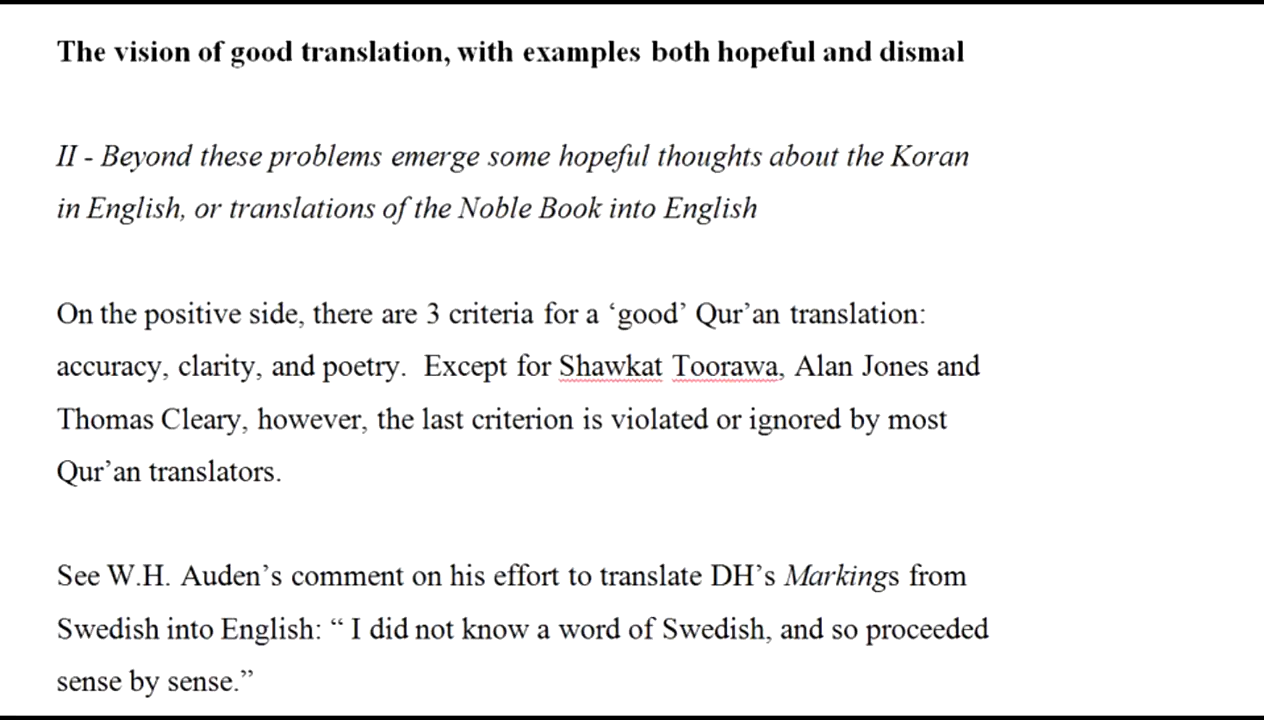 The vision of good translation, with examples both hopeful and dismal
II - Beyond these problems emerge some hopeful thoughts about the Koran
in English, or translations of the Noble Book into English
On the positive side, there are 3 criteria for a ‘good’ Qur’an translation:
accuracy, clarity, and poetry.  Except for Shawkat Toorawa, Alan Jones and
Thomas Cleary, however, the last criterion is violated or ignored by most
Qur’an translators.
See W.H. Auden’s comment on his effort to translate DH’s Markings from
Swedish into English: “ I did not know a word of Swedish, and so proceeded
sense by sense.”